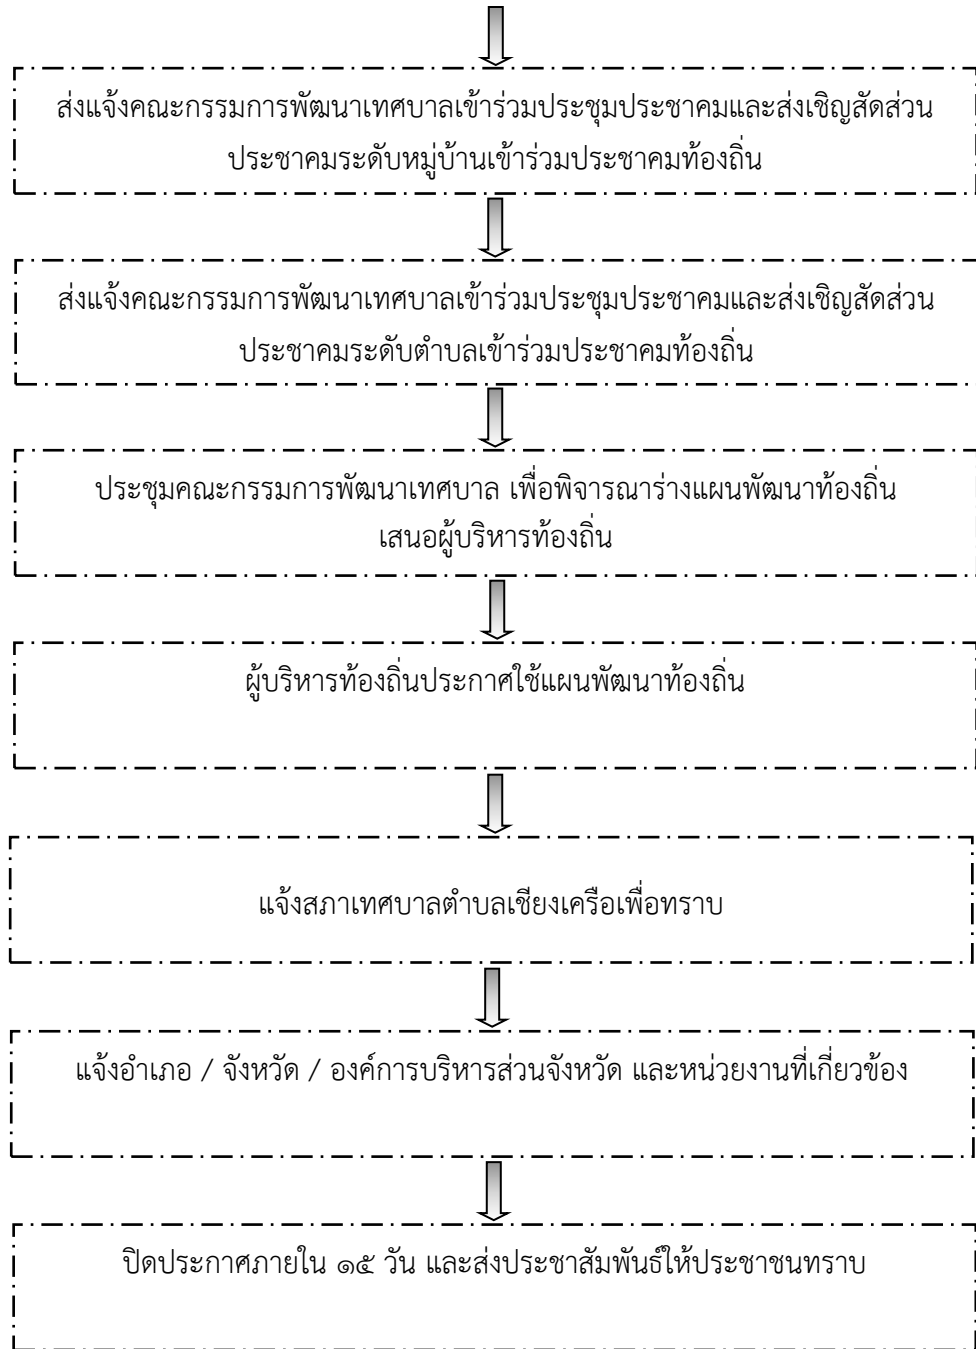 ส่งแจ้งคณะกรรมการพัฒนาเทศบาลเข้าร่วมประชุมประชาคมและส่งเชิญสัดส่วน
ประชาคมระดับหมู่บ้านเข้าร่วมประชาคมท้องถิ่น
ส่งแจ้งคณะกรรมการพัฒนาเทศบาลเข้าร่วมประชุมประชาคมและส่งเชิญสัดส่วน
ประชาคมระดับตำบลเข้าร่วมประชาคมท้องถิ่น
ประชุมคณะกรรมการพัฒนาเทศบาล เพื่อพิจารณาร่างแผนพัฒนาท้องถิ่น
เสนอผู้บริหารท้องถิ่น
ผู้บริหารท้องถิ่นประกาศใช้แผนพัฒนาท้องถิ่น
แจ้งสภาเทศบาลตำบลเชียงเครือเพื่อทราบ
แจ้งอำเภอ / จังหวัด / องค์การบริหารส่วนจังหวัด และหน่วยงานที่เกี่ยวข้อง
ปิดประกาศภายใน ๑๕ วัน และส่งประชาสัมพันธ์ให้ประชาชนทราบ